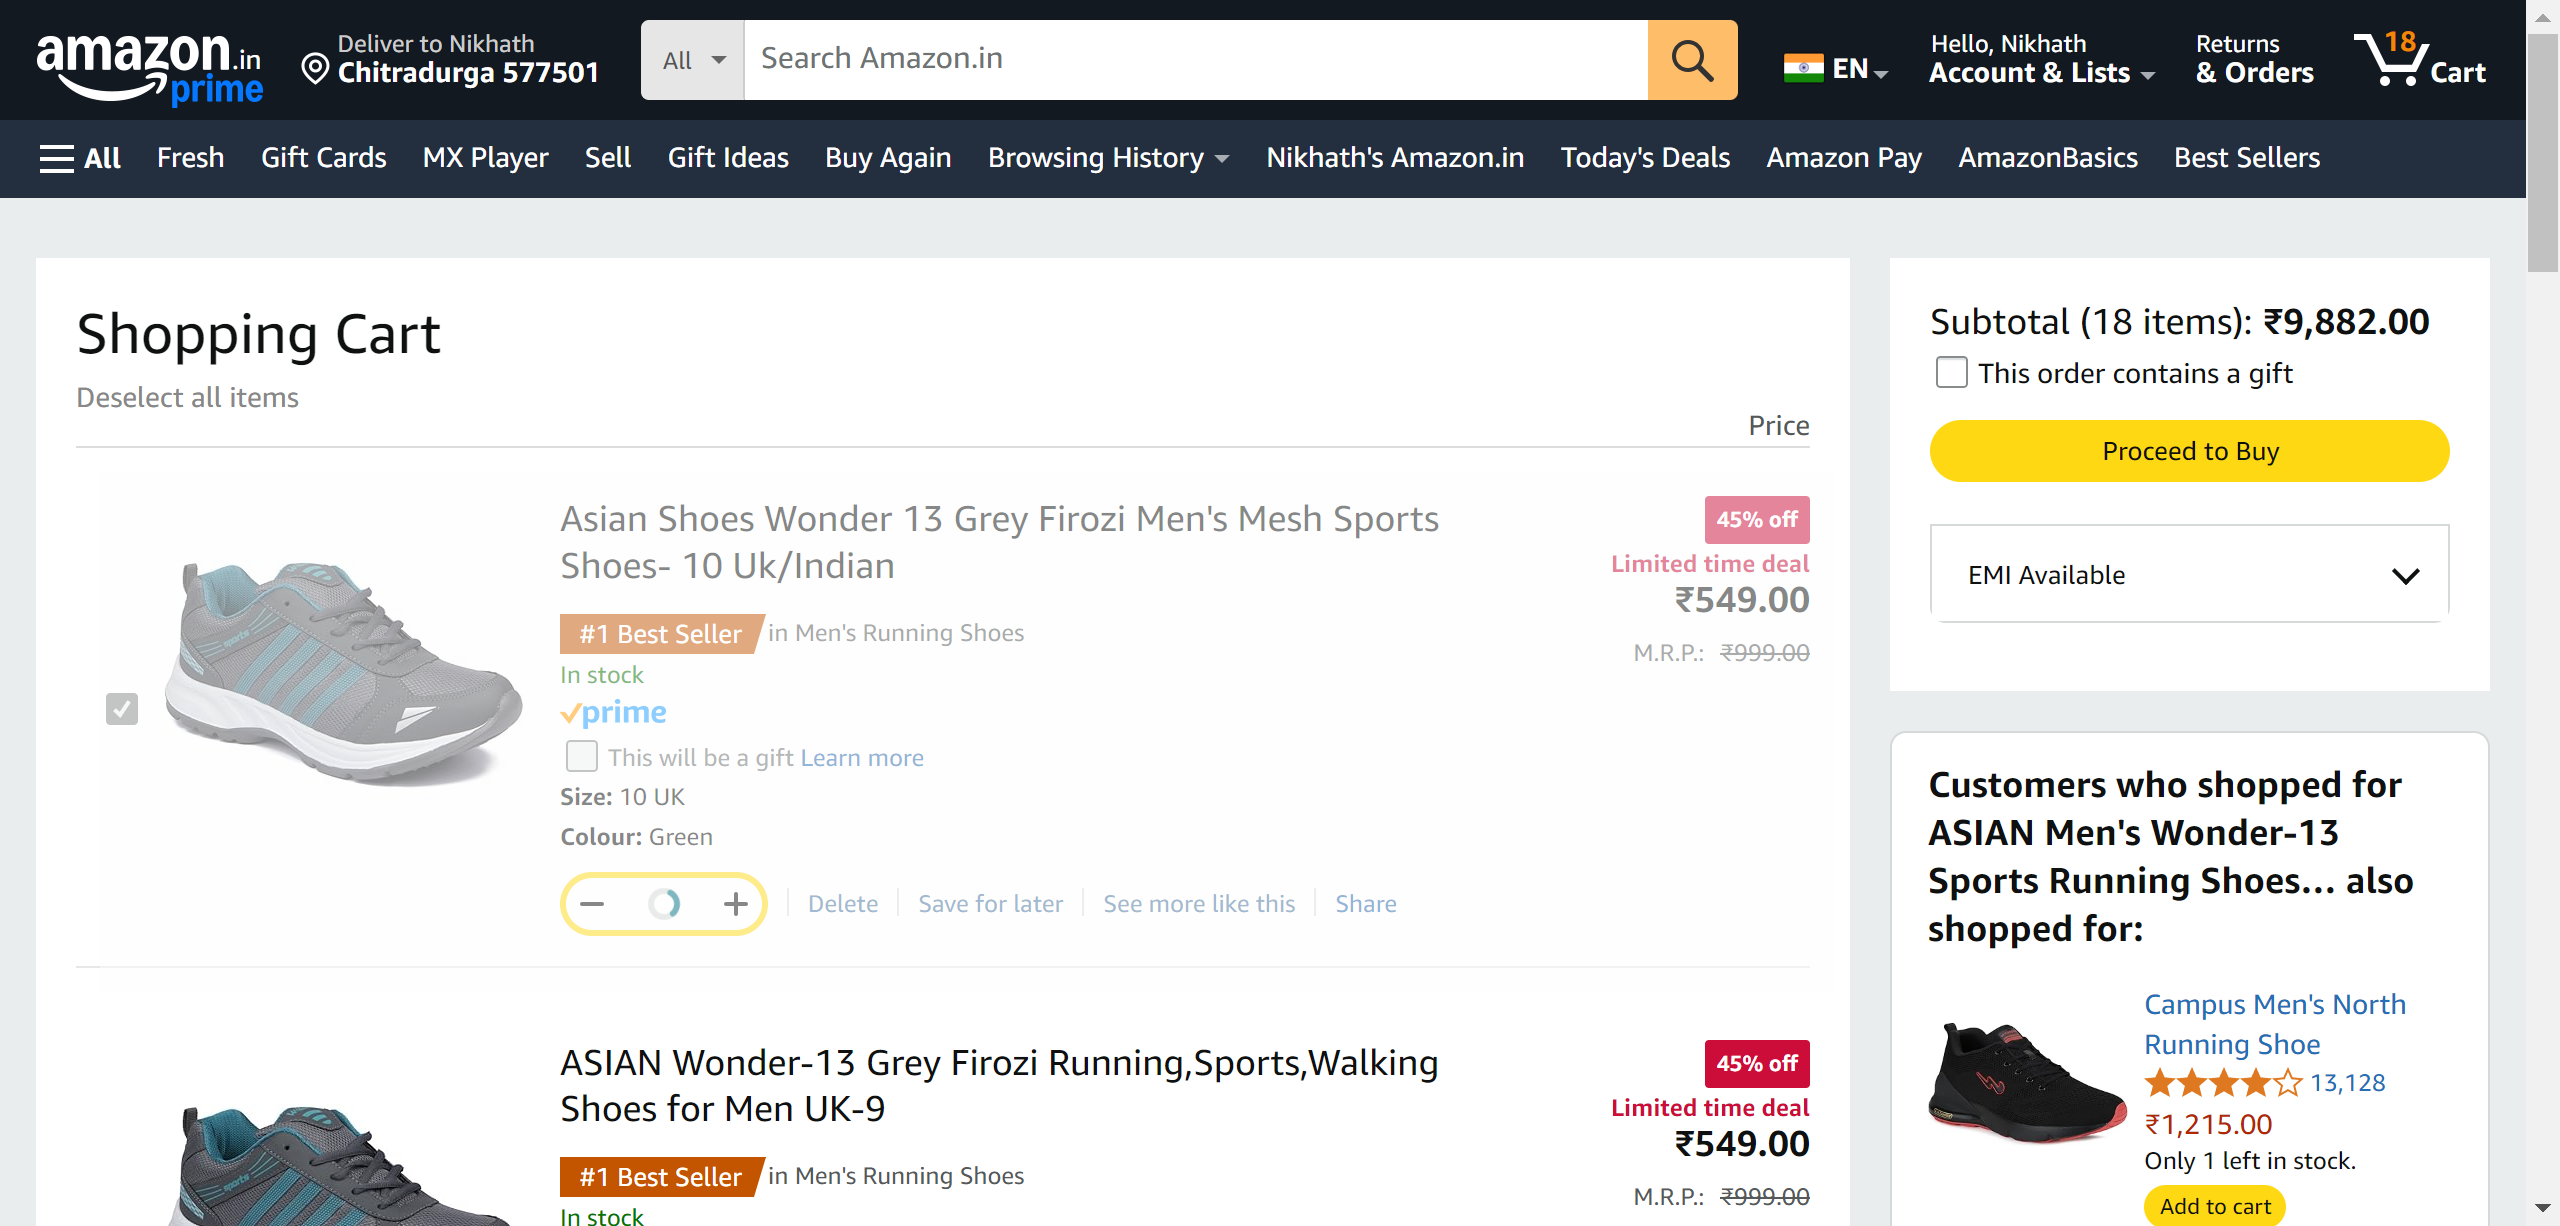 amazon.in
prime
Deliver to Nikhath
Chitradurga 577501
All
Search Amazon.in
EN
Hello, Nikhath
Account & Lists
Returns
& Orders
18
Cart
All
Fresh
Gift Cards
MX Player
Sell
Gift Ideas
Buy Again
Browsing History
Nikhath's Amazon.in
Today's Deals
Amazon Pay
AmazonBasics
Best Sellers
Shopping Cart
Deselect all items
Price
Asian Shoes Wonder 13 Grey Firozi Men's Mesh Sports
Shoes- 10 Uk/Indian
#1 Best Seller in Men's Running Shoes
In stock
prime
This will be a gift Learn more
Size: 10 UK
Colour: Green
Delete
Save for later
See more like this
Share
45% off
Limited time deal
₹549.00
M.R.P.: ₹999.00
sports
ASIAN Wonder-13 Grey Firozi Running,Sports,Walking
Shoes for Men UK-9
#1 Best Seller in Men's Running Shoes
In stock
45% off
Limited time deal
₹549.00
M.R.P.: ₹999.00
sports
Subtotal (18 items): ₹9,882.00
This order contains a gift
Proceed to Buy
EMI Available
Customers who shopped for
ASIAN Men's Wonder-13
Sports Running Shoes... also
shopped for:
Campus Men's North
Running Shoe
13,128
₹1,215.00
Only 1 left in stock.
Add to cart